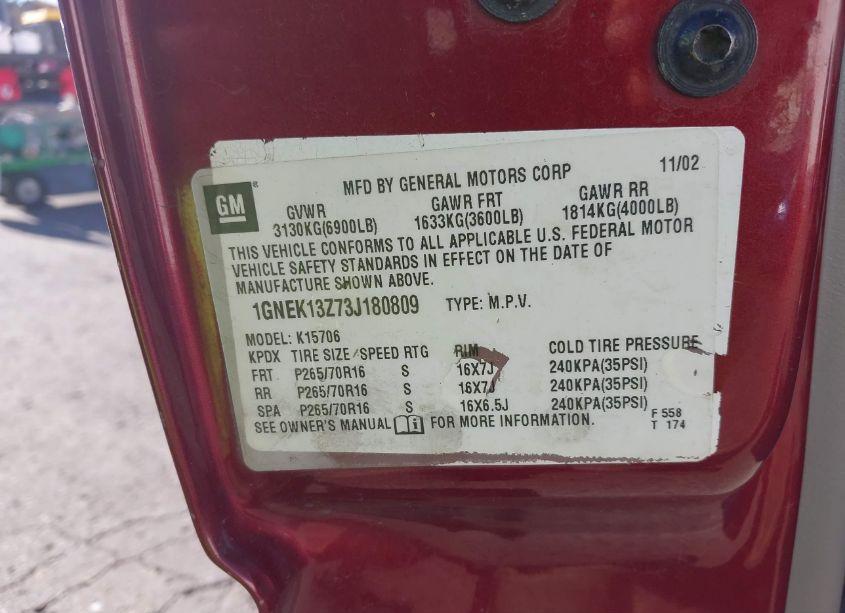 MFD BY GENERAL MOTORS CORP 11/02
GM ®
GVWR GAWR FRT GAWR RR
3130KG(6900LB) 1633KG(3600LB) 1814KG(4000LB)
THIS VEHICLE CONFORMS TO ALL APPLICABLE U.S. FEDERAL MOTOR
VEHICLE SAFETY STANDARDS IN EFFECT ON THE DATE OF
MANUFACTURE SHOWN ABOVE.
1GNEK13Z73J180809 TYPE: M.P.V.
MODEL: K15706
KPDX TIRE SIZE/SPEED RTG RIM COLD TIRE PRESSURE
FRT P265/70R16 S 16X7J 240KPA(35PSI)
RR P265/70R16 S 16X7J 240KPA(35PSI)
SPA P265/70R16 S 16X6.5J 240KPA(35PSI)
SEE OWNER'S MANUAL FOR MORE INFORMATION.
F 558
T 174